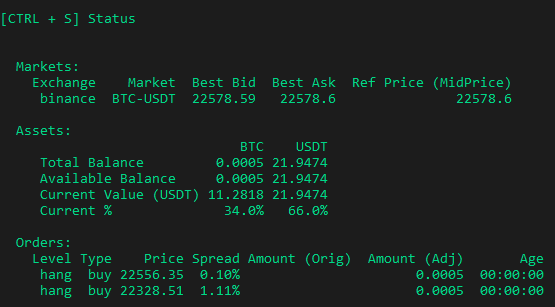 [CTRL + S] Status
Markets:
Exchange Market Best Bid Best Ask Ref Price (MidPrice)
binance BTC-USDT 22578.59 22578.6 22578.6
Assets:
BTC USDT
Total Balance 0.0005 21.9474
Available Balance 0.0005 21.9474
Current Value (USDT) 11.2818 21.9474
Current % 34.0% 66.0%
Orders:
Level Type Price Spread Amount (Orig) Amount (Adj) Age
hang buy 22556.35 0.10% 0.0005 00:00:00
hang buy 22328.51 1.11% 0.0005 00:00:00